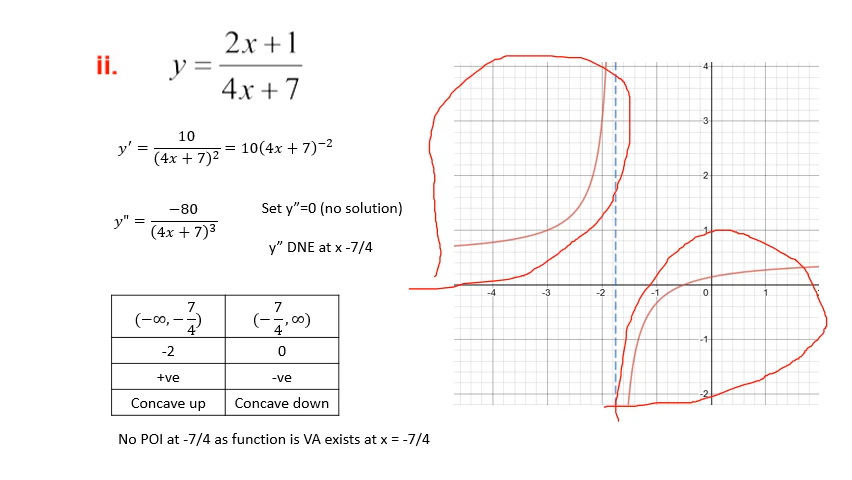 ii. y = (2x + 1)/(4x + 7)
y′ = 10/(4x + 7)² = 10(4x + 7)⁻²
y" = −80/(4x + 7)³
Set y”=0 (no solution)
y” DNE at x -7/4
(−∞, −7/4) (−7/4, ∞)
-2 0
+ve -ve
Concave up Concave down
No POI at -7/4 as function is VA exists at x = -7/4
4
3
2
1
-4 -3 -2 -1 0 1
-1
-2